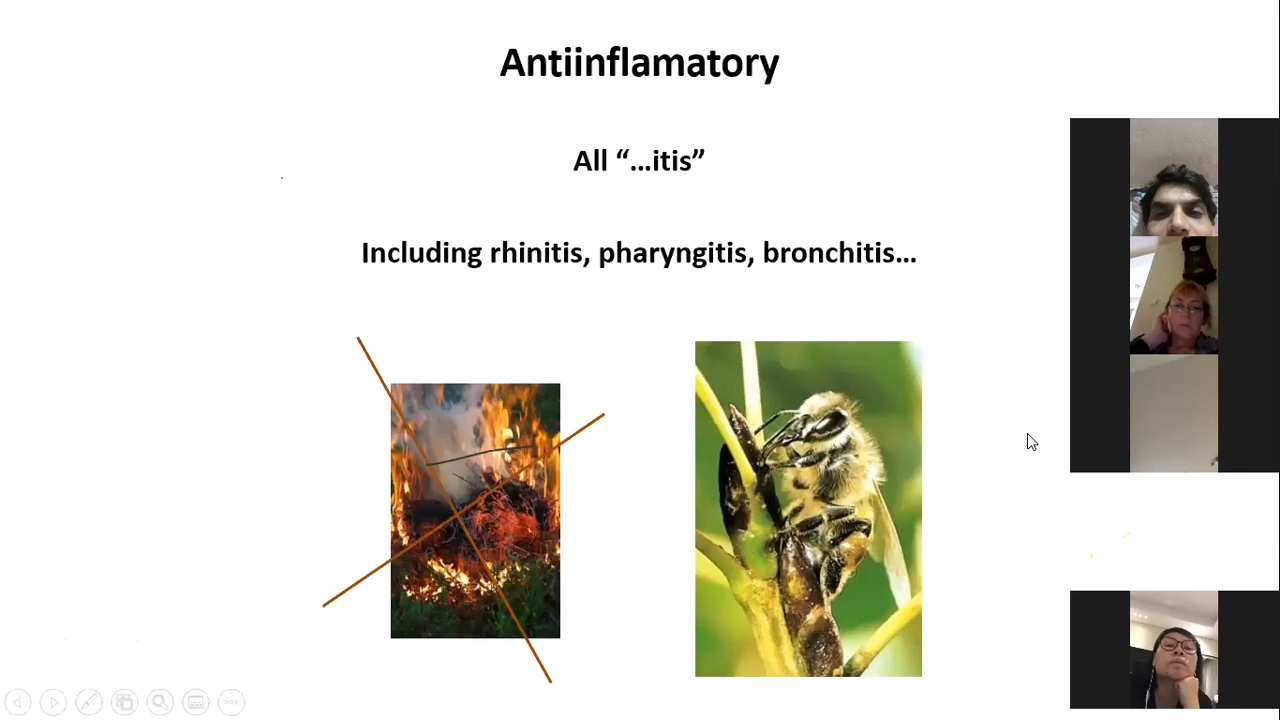 Antiinflamatory
All “...itis”
Including rhinitis, pharyngitis, bronchitis...